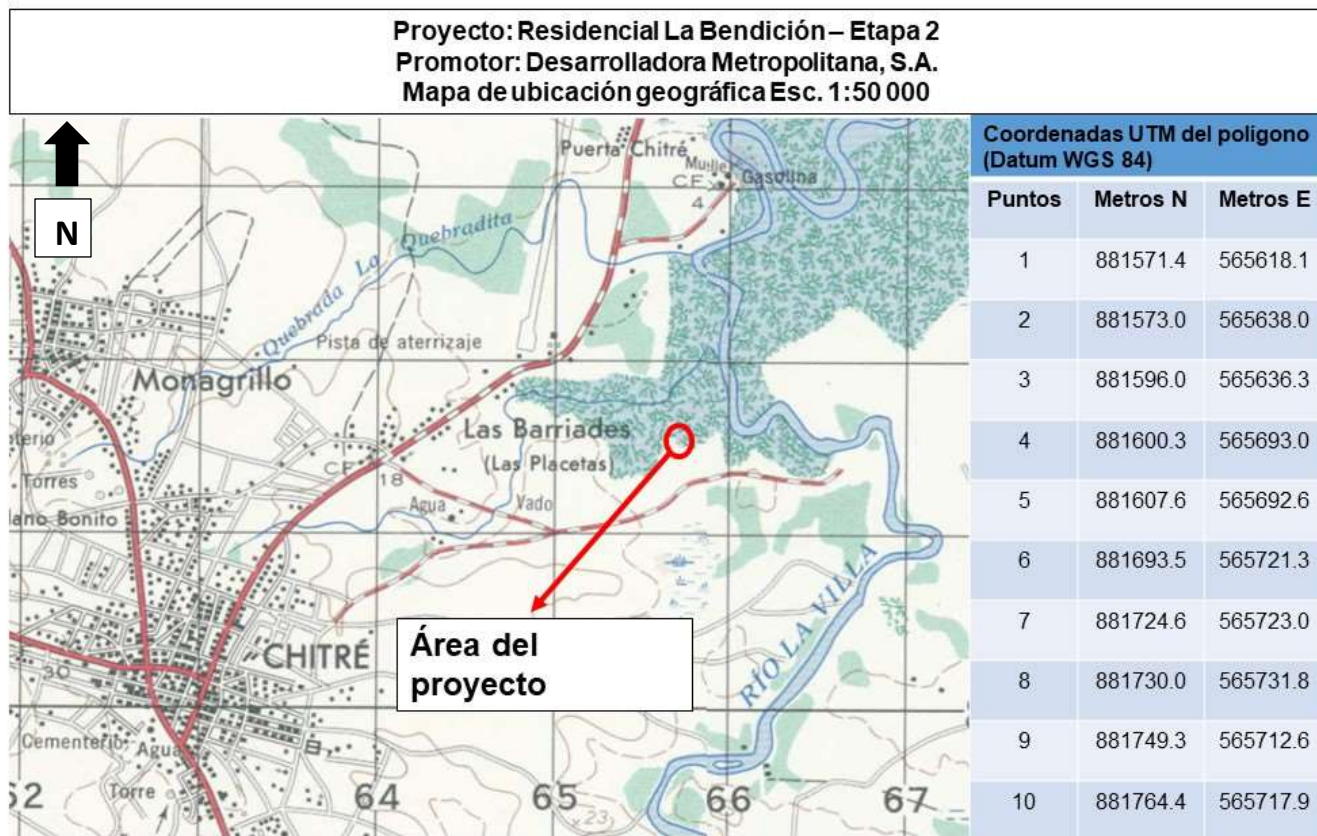 Proyecto: Residencial La Bendición – Etapa 2
Promotor: Desarrolladora Metropolitana, S.A.
Mapa de ubicación geográfica Esc. 1:50 000
N
Puerta Chitré
Muelle
Gasolina
CF
4
Quebrada La Quebradita
Pista de aterrizaje
Monagrillo
Torres
Las Barriades
(Las Placetas)
CF
18
Agua
Vado
CHITRÉ
30
RÍO LA VILLA
Área del
proyecto
Cementerio
Agua
Torre
23
64
65
66
67
Coordenadas UTM del poligono
(Datum WGS 84)
Puntos Metros N Metros E
1 881571.4 565618.1
2 881573.0 565638.0
3 881596.0 565636.3
4 881600.3 565693.0
5 881607.6 565692.6
6 881693.5 565721.3
7 881724.6 565723.0
8 881730.0 565731.8
9 881749.3 565712.6
10 881764.4 565717.9